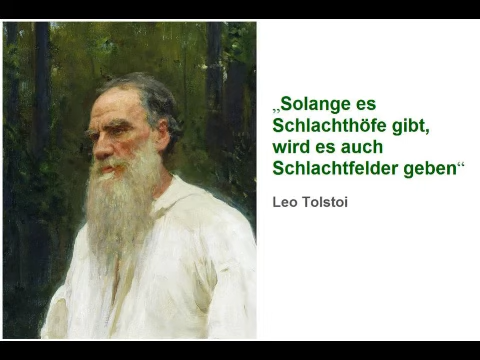 „Solange es
Schlachthöfe gibt,
wird es auch
Schlachtfelder geben“
Leo Tolstoi